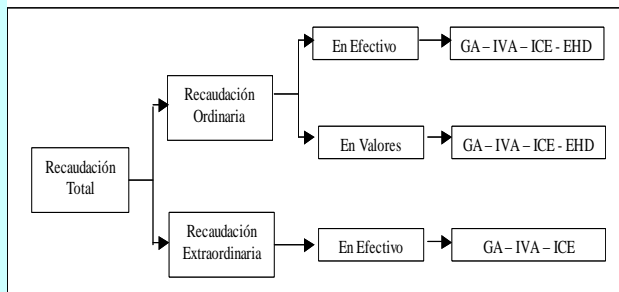 En Efectivo
GA – IVA – ICE - EHD
Recaudación
Ordinaria
En Valores
GA – IVA – ICE - EHD
Recaudación
Total
Recaudación
Extraordinaria
En Efectivo
GA – IVA – ICE